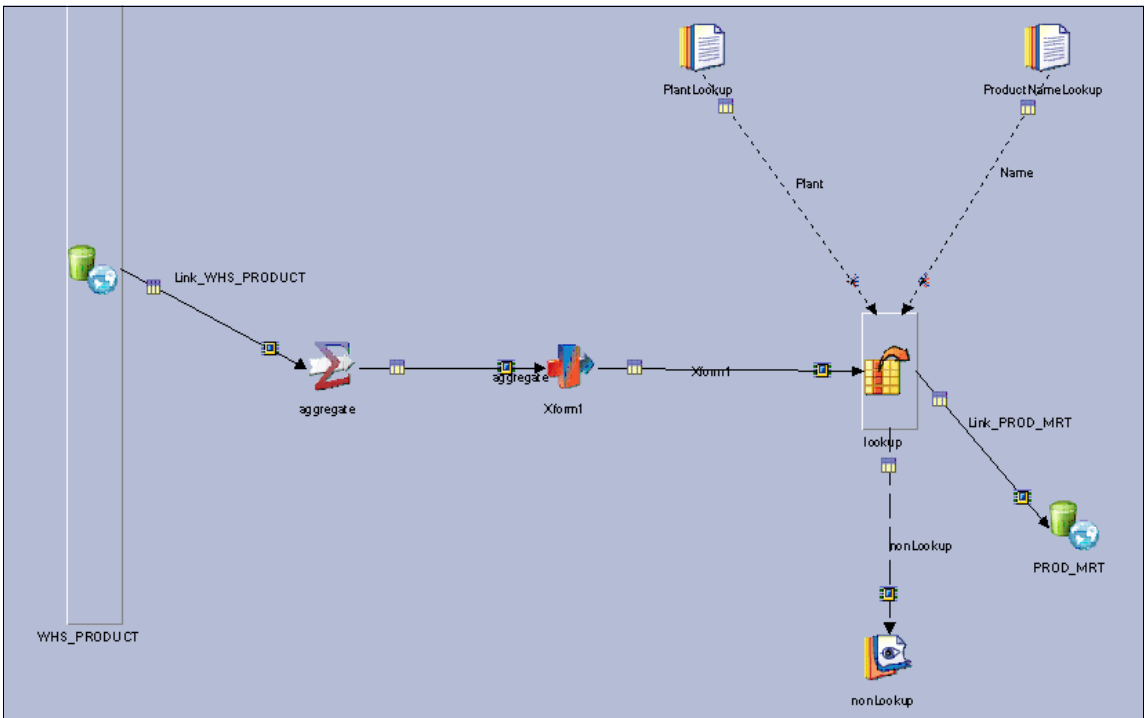 PlantLookup
ProductNameLookup
Plant
Name
Link_WHS_PRODUCT
aggregate
Xform1
aggregate
Xform1
lookup
Link_PROD_MRT
nonLookup
PROD_MRT
WHS_PRODUCT
nonLookup